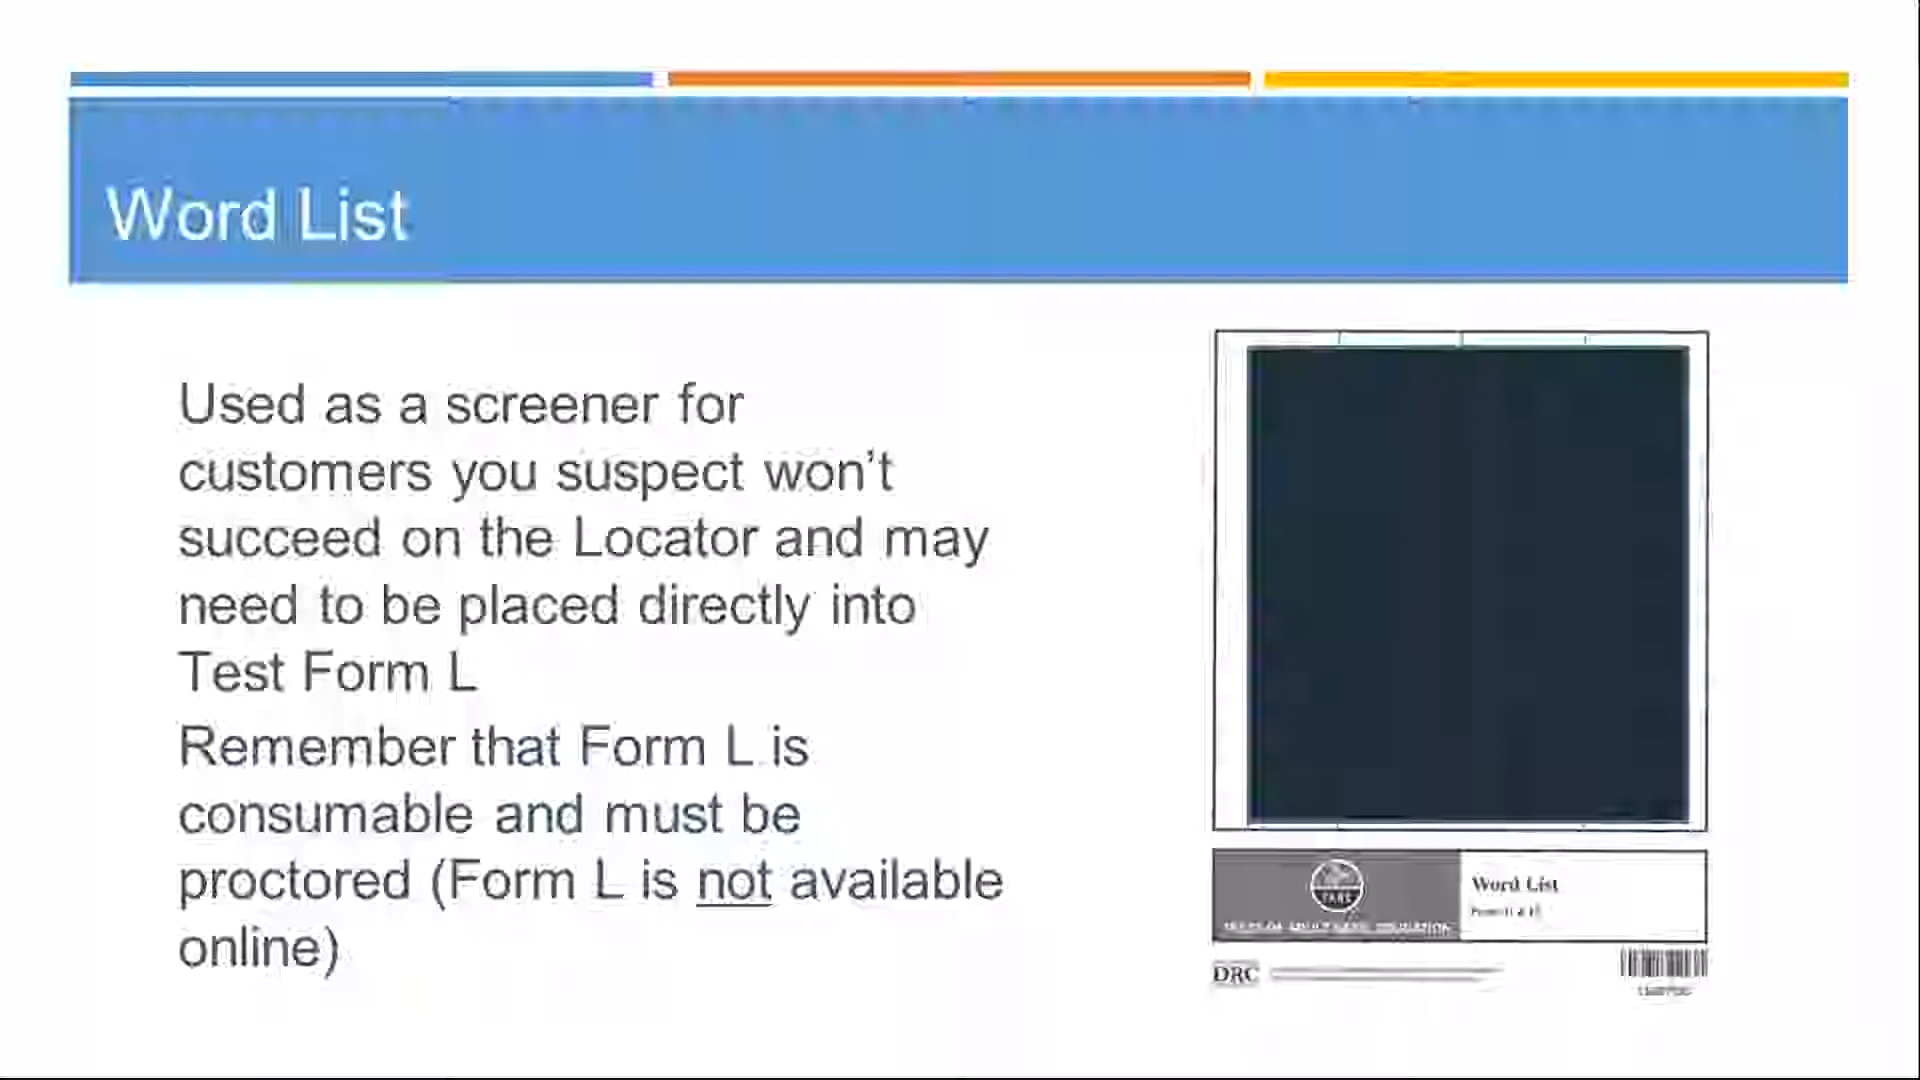 Word List
Used as a screener for
customers you suspect won’t
succeed on the Locator and may
need to be placed directly into
Test Form L
Remember that Form L is
consumable and must be
proctored (Form L is not available
online)
TABE
Word List
DRC